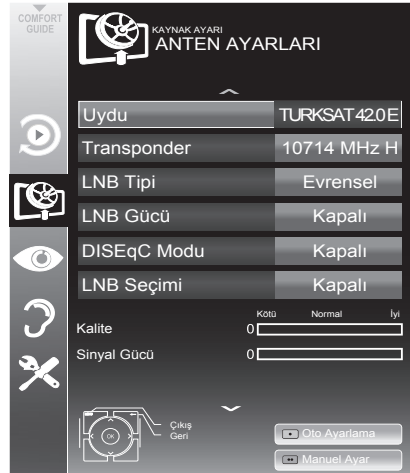 COMFORT
GUIDE
KAYNAK AYARI
ANTEN AYARLARI
Uydu TURKSAT 42.0 E
Transponder 10714 MHz H
LNB Tipi Evrensel
LNB Gücü Kapalı
DISEqC Modu Kapalı
LNB Seçimi Kapalı
Kötü Normal İyi
Kalite 0
Sinyal Gücü 0
OK
Çıkış
Geri
Oto Ayarlama
Manuel Ayar